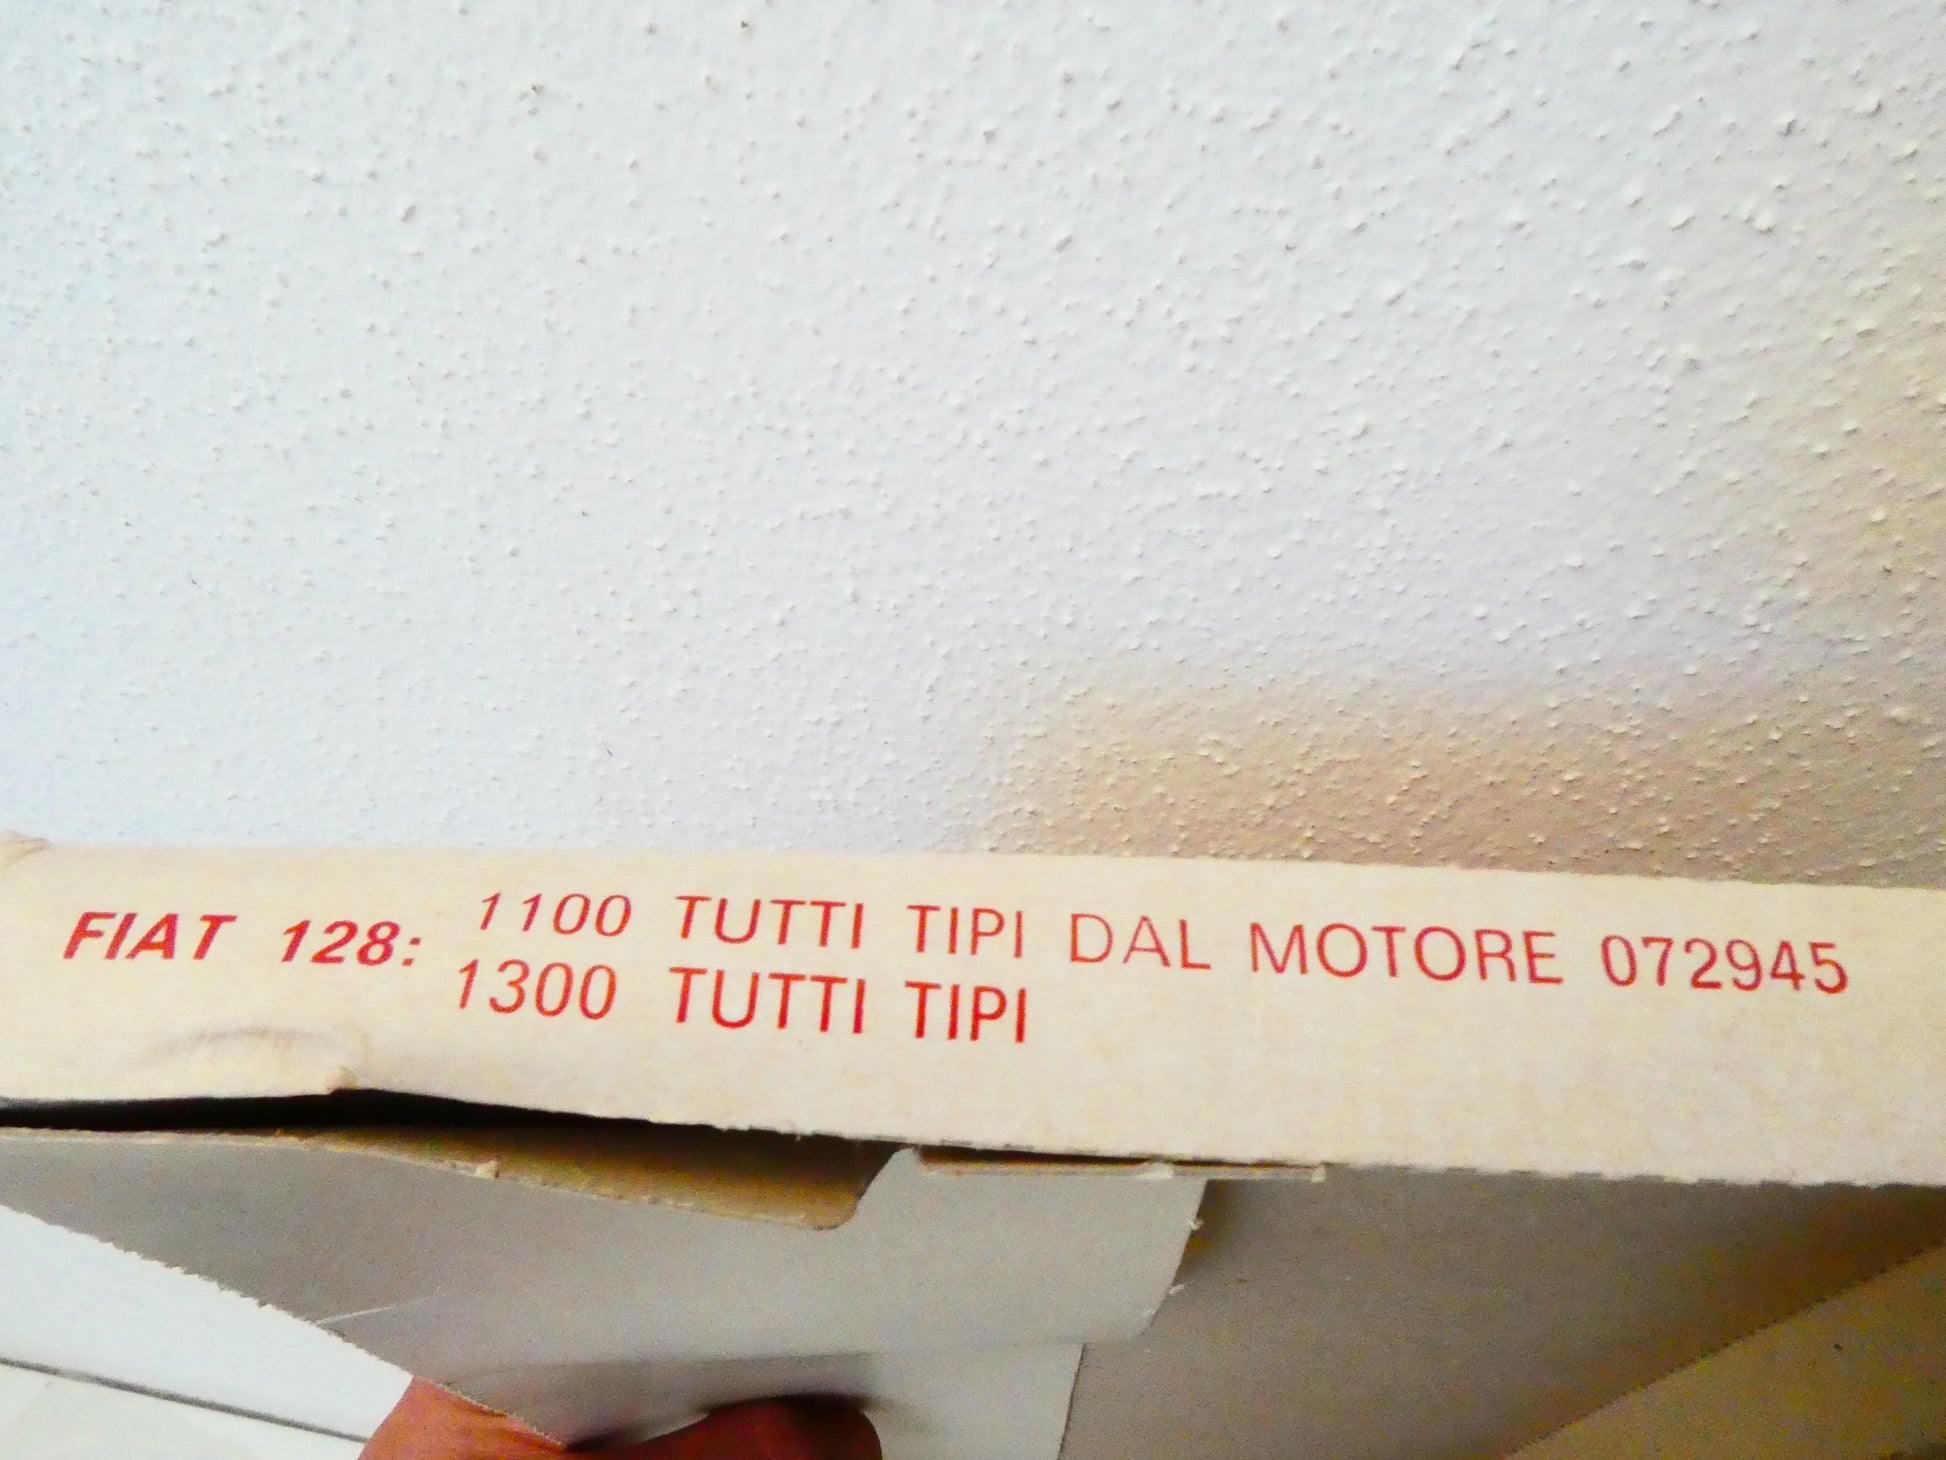 FIAT 128: 1100 TUTTI TIPI DAL MOTORE 072945
1300 TUTTI TIPI